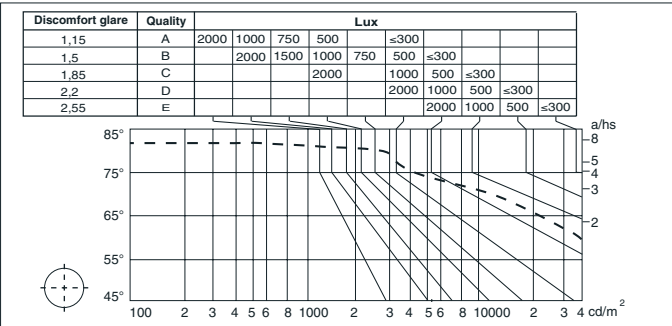 Discomfort glare Quality Lux
1,15 A 2000 1000 750 500 ≤300
1,5 B 2000 1500 1000 750 500 ≤300
1,85 C 2000 1000 500 ≤300
2,2 D 2000 1000 500 ≤300
2,55 E 2000 1000 500 ≤300
a/hs
85° 8
5
75° 4
3
65° 2
55°
45°
100 2 3 4 5 6 8 1000 2 3 4 5 6 8 10000 2 3 4 cd/m²